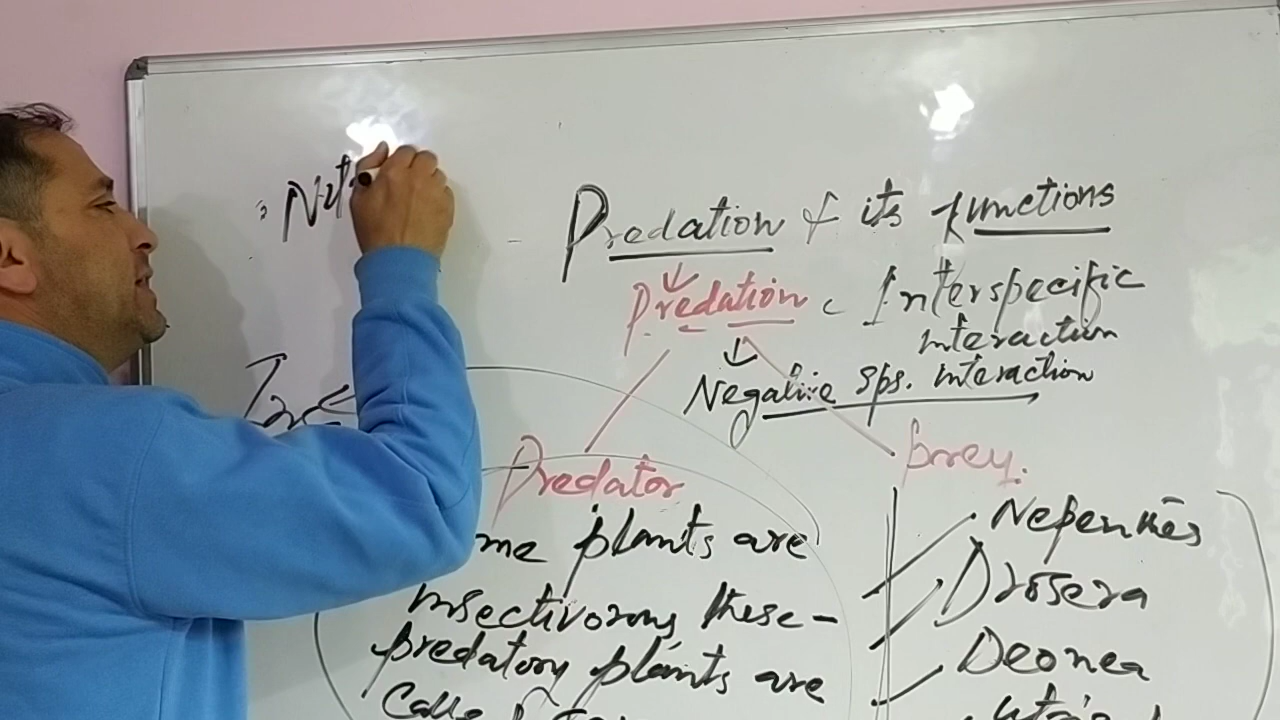 Predation & its functions
Predation
Interspecific
interaction
Negative sps. interaction
Predator
Prey.
me plants are
insectivorous these-
predatory plants are
Nepenthes
Drosera
Deonea